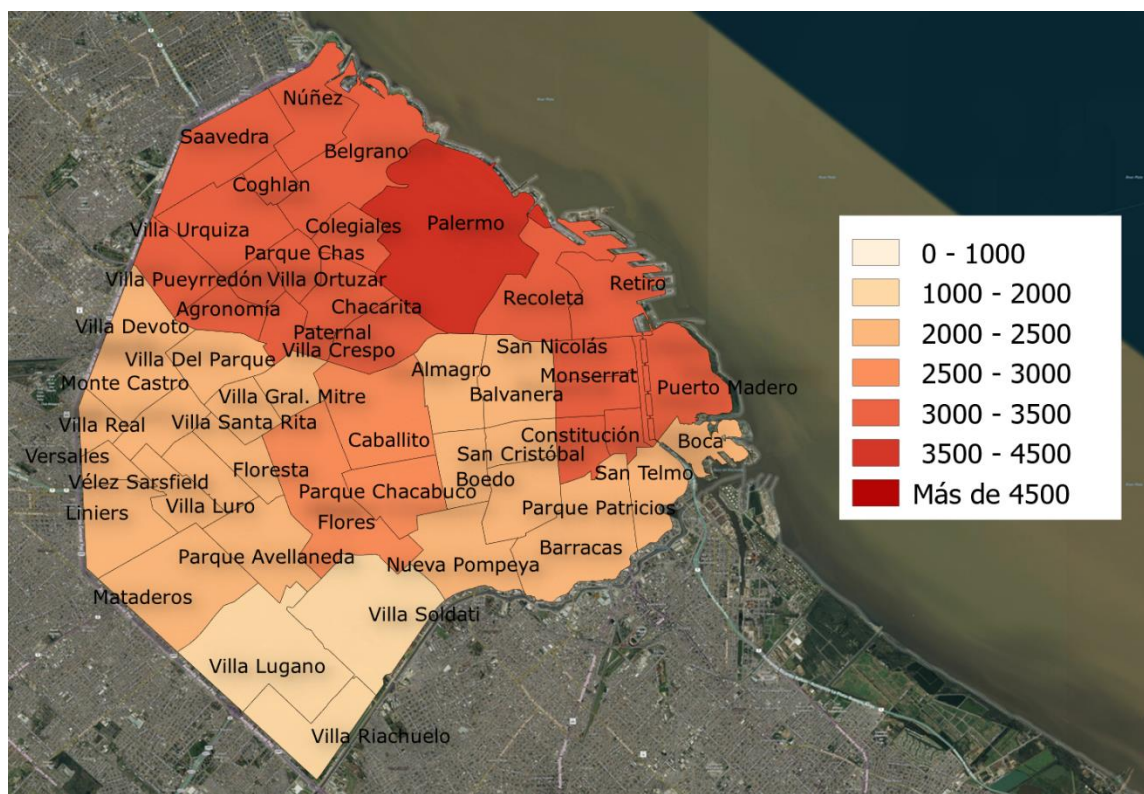 Núñez
Saavedra
Belgrano
Coghlan
Palermo
Villa Urquiza
Colegiales
Parque Chas
Villa Pueyrredón
Villa Ortuzar
Retiro
Recoleta
Agronomía
Chacarita
Villa Devoto
Paternal
Villa Crespo
San Nicolás
Villa Del Parque
Almagro
Monserrat
Monte Castro
Balvanera
Puerto Madero
Villa Gral. Mitre
Villa Real
Villa Santa Rita
Caballito
Constitución
Boca
Versalles
San Cristóbal
Floresta
Vélez Sarsfield
Boedo
San Telmo
Liniers
Villa Luro
Parque Chacabuco
Flores
Parque Patricios
Parque Avellaneda
Nueva Pompeya
Barracas
Mataderos
Villa Soldati
Villa Lugano
Villa Riachuelo
0 - 1000
1000 - 2000
2000 - 2500
2500 - 3000
3000 - 3500
3500 - 4500
Más de 4500